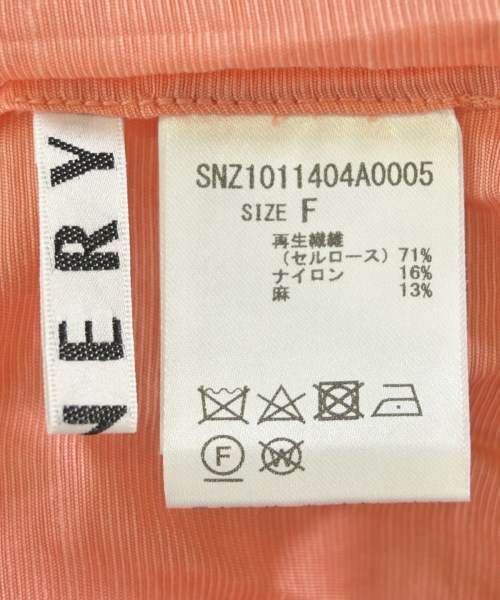 NERY
SNZ1011404A0005
SIZE F
再生繊維
(セルロース) 71%
ナイロン 16%
麻 13%
F
W